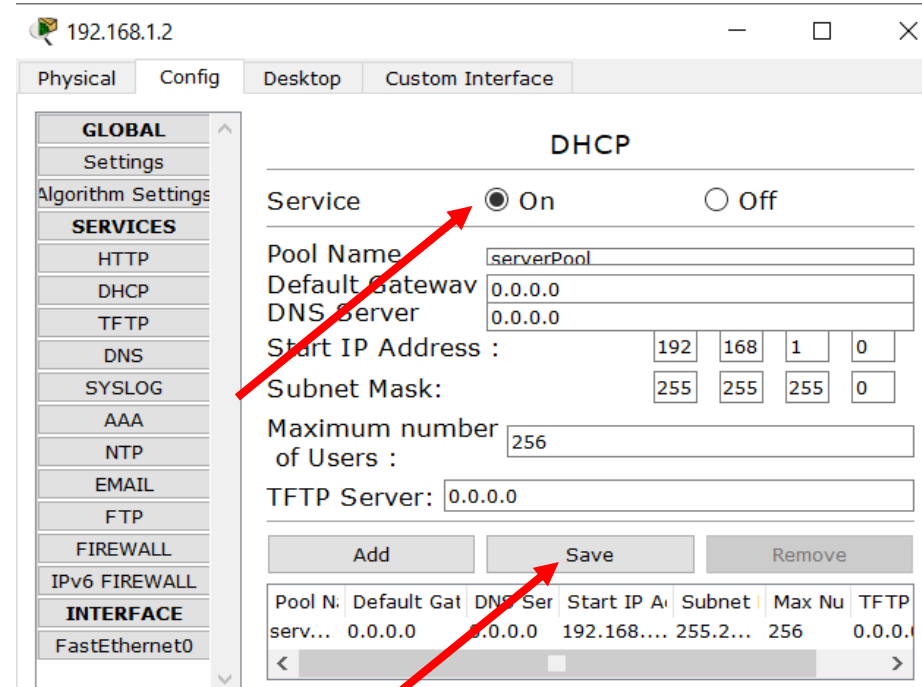 192.168.1.2
Physical Config Desktop Custom Interface
GLOBAL
Settings
Algorithm Settings
SERVICES
HTTP
DHCP
TFTP
DNS
SYSLOG
AAA
NTP
EMAIL
FTP
FIREWALL
IPv6 FIREWALL
INTERFACE
FastEthernet0
DHCP
Service On Off
Pool Name serverPool
Default Gateway 0.0.0.0
DNS Server 0.0.0.0
Start IP Address : 192 168 1 0
Subnet Mask: 255 255 255 0
Maximum number
of Users : 256
TFTP Server: 0.0.0.0
Add Save Remove
Pool N Default Gat DNS Ser Start IP A Subnet Max Nu TFTP
serv... 0.0.0.0 0.0.0.0 192.168.... 255.2... 256 0.0.0.